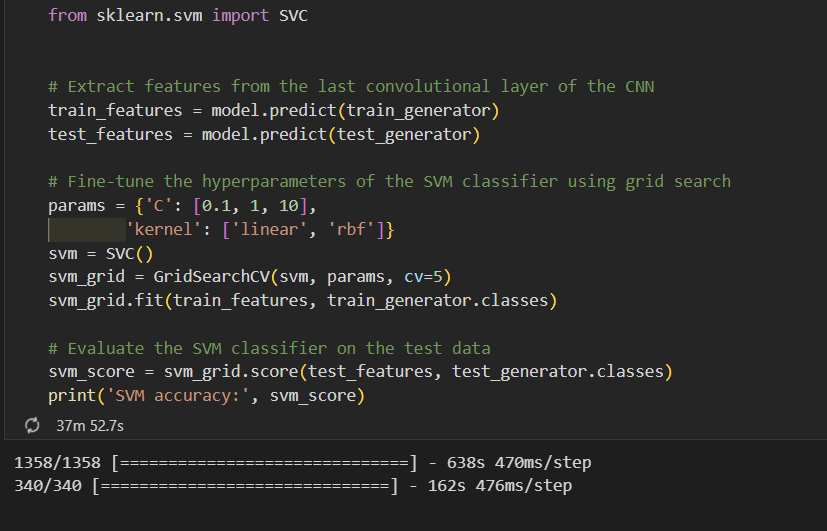 from sklearn.svm import SVC
# Extract features from the last convolutional layer of the CNN
train_features = model.predict(train_generator)
test_features = model.predict(test_generator)
# Fine-tune the hyperparameters of the SVM classifier using grid search
params = {'C': [0.1, 1, 10],
'kernel': ['linear', 'rbf']}
svm = SVC()
svm_grid = GridSearchCV(svm, params, cv=5)
svm_grid.fit(train_features, train_generator.classes)
# Evaluate the SVM classifier on the test data
svm_score = svm_grid.score(test_features, test_generator.classes)
print('SVM accuracy:', svm_score)
37m 52.7s
1358/1358 [==============================] - 638s 470ms/step
340/340 [==============================] - 162s 476ms/step